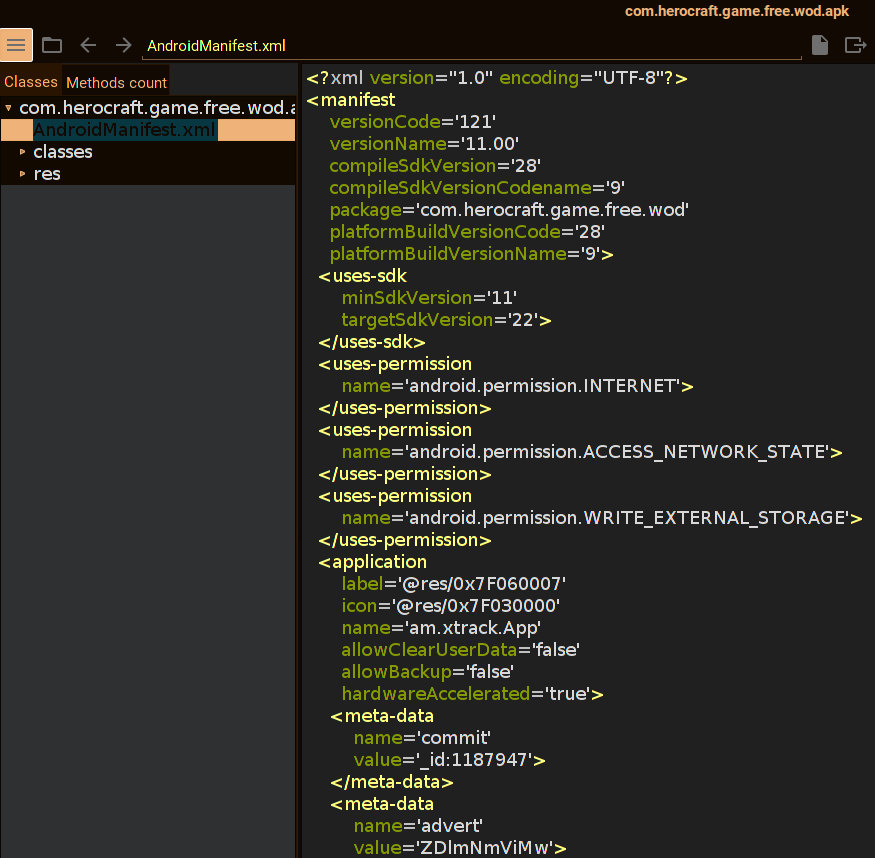 com.herocraft.game.free.wod.apk
AndroidManifest.xml
Classes Methods count
com.herocraft.game.free.wod.a
AndroidManifest.xml
classes
res
<?xml version="1.0" encoding="UTF-8"?>
<manifest
versionCode='121'
versionName='11.00'
compileSdkVersion='28'
compileSdkVersionCodename='9'
package='com.herocraft.game.free.wod'
platformBuildVersionCode='28'
platformBuildVersionName='9'>
<uses-sdk
minSdkVersion='11'
targetSdkVersion='22'>
</uses-sdk>
<uses-permission
name='android.permission.INTERNET'>
</uses-permission>
<uses-permission
name='android.permission.ACCESS_NETWORK_STATE'>
</uses-permission>
<uses-permission
name='android.permission.WRITE_EXTERNAL_STORAGE'>
</uses-permission>
<application
label='@res/0x7F060007'
icon='@res/0x7F030000'
name='am.xtrack.App'
allowClearUserData='false'
allowBackup='false'
hardwareAccelerated='true'>
<meta-data
name='commit'
value='_id:1187947'>
</meta-data>
<meta-data
name='advert'
value='ZDlmNmViMw'>